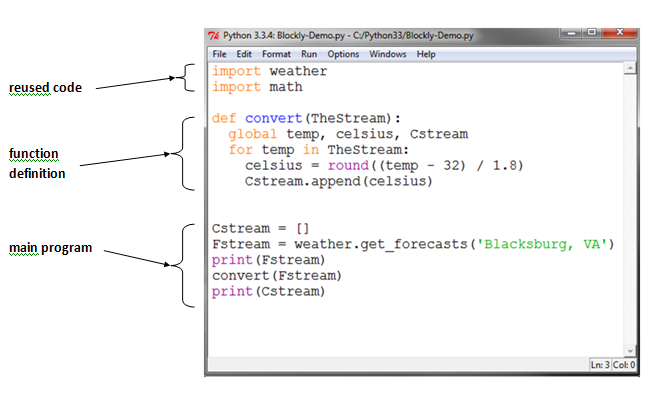 Python 3.3.4: Blockly-Demo.py - C:/Python33/Blockly-Demo.py
File Edit Format Run Options Windows Help
reused code
import weather
import math
function
definition
def convert(TheStream):
  global temp, celsius, Cstream
  for temp in TheStream:
    celsius = round((temp - 32) / 1.8)
    Cstream.append(celsius)
main program
Cstream = []
Fstream = weather.get_forecasts('Blacksburg, VA')
print(Fstream)
convert(Fstream)
print(Cstream)
Ln: 3 Col: 0